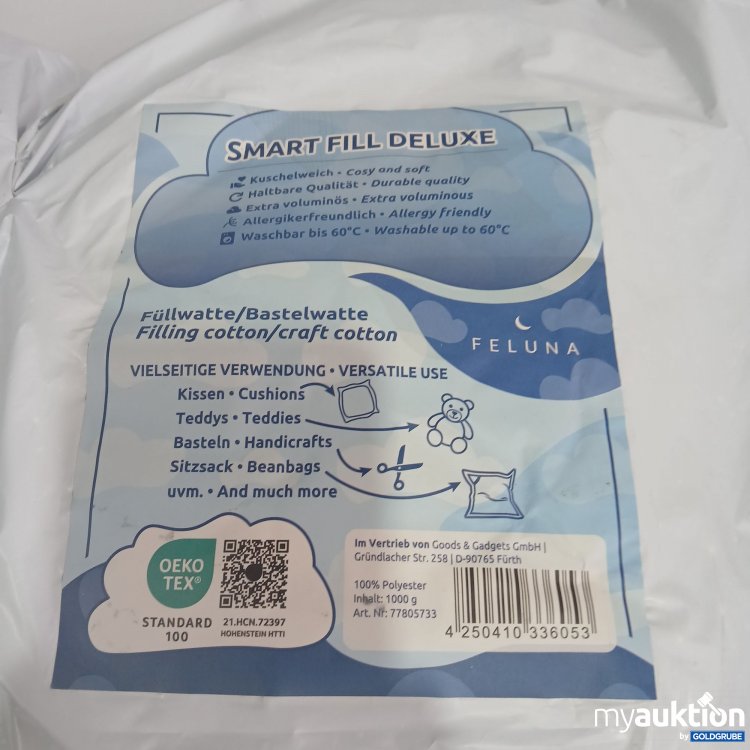 SMART FILL DELUXE
Kuschelweich • Cosy and soft
Haltbare Qualität • Durable quality
Extra voluminös • Extra voluminous
Allergikerfreundlich • Allergy friendly
Waschbar bis 60°C • Washable up to 60°C
Füllwatte/Bastelwatte
Filling cotton/craft cotton
FELUNA
VIELSEITIGE VERWENDUNG • VERSATILE USE
Kissen • Cushions
Teddys • Teddies
Basteln • Handicrafts
Sitzsack • Beanbags
uvm. • And much more
OEKO
TEX®
STANDARD
100
21.HCN.72397
HOHENSTEIN HTTI
Im Vertrieb von Goods & Gadgets GmbH |
Gründlacher Str. 258 | D-90765 Fürth
100% Polyester
Inhalt: 1000 g
Art. Nr: 77805733
4 250410 336053
myauktion
by GOLDGRUBE